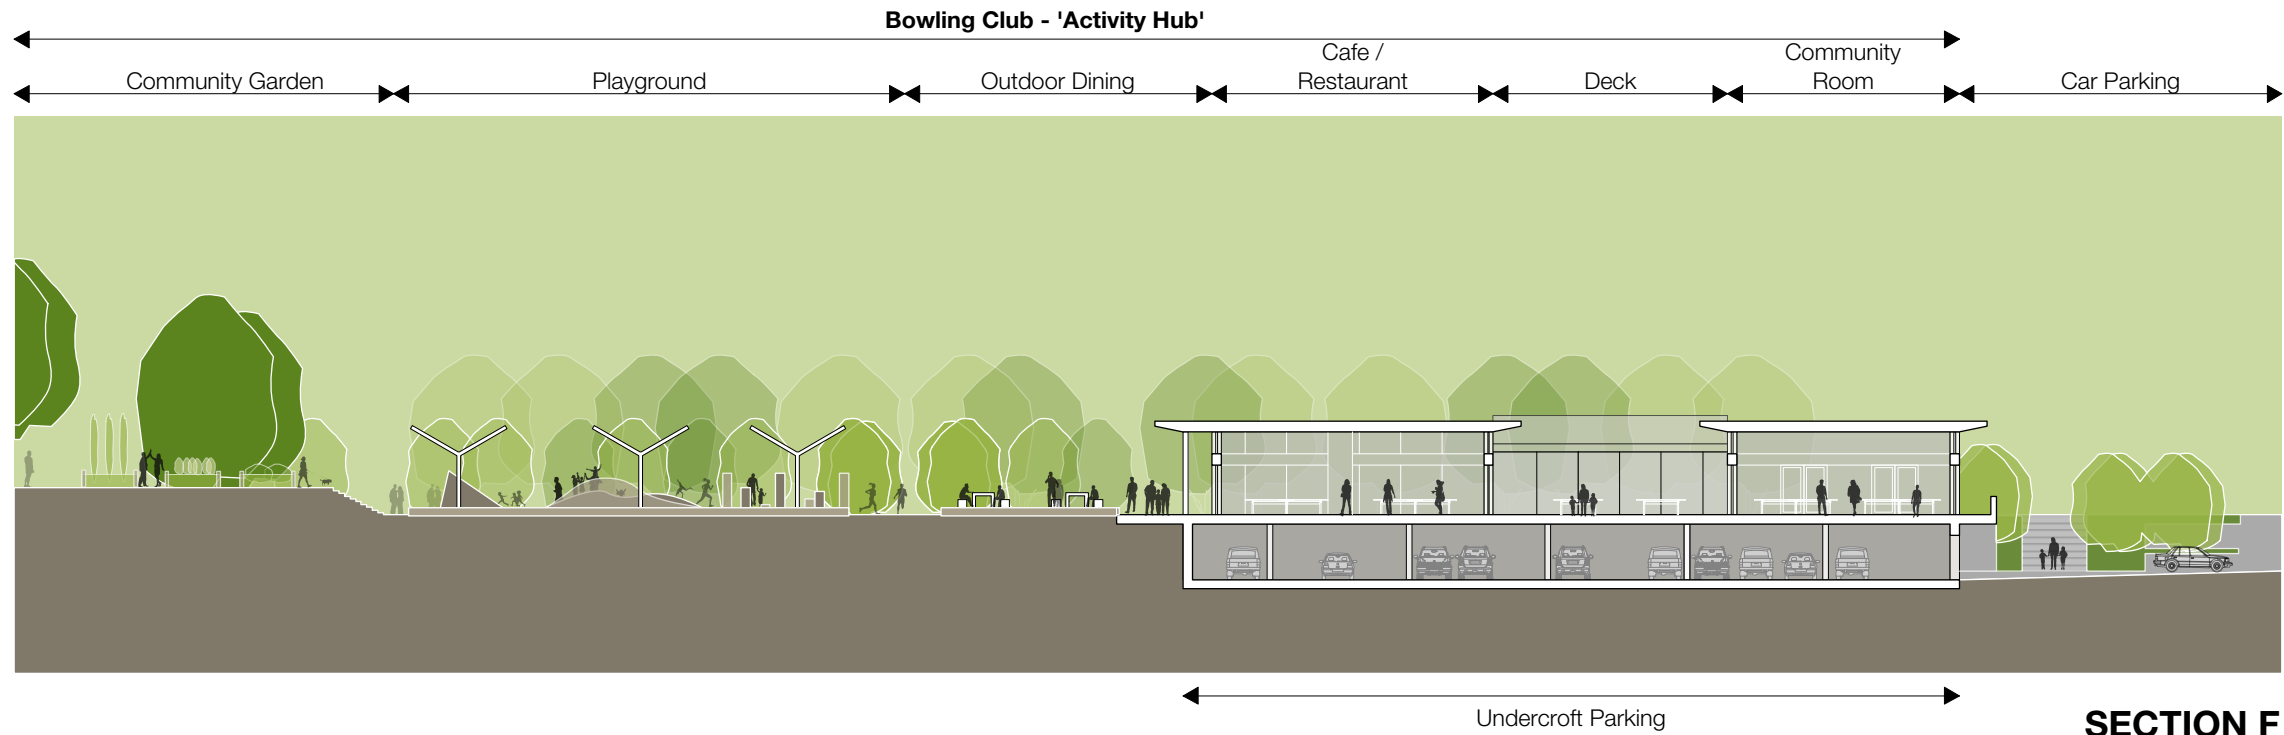 Bowling Club - 'Activity Hub'
Community Garden
Playground
Outdoor Dining
Cafe /
Restaurant
Deck
Community
Room
Car Parking
Undercroft Parking
SECTION F